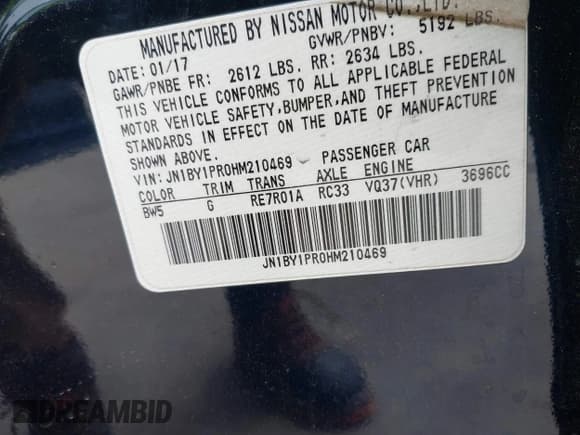 MANUFACTURED BY NISSAN MOTOR CO.,LTD.
DATE: 01/17 GVWR/PNBV: 5192 LBS.
GAWR/PNBE FR: 2612 LBS. RR: 2634 LBS.
THIS VEHICLE CONFORMS TO ALL APPLICABLE FEDERAL
MOTOR VEHICLE SAFETY, BUMPER, AND THEFT PREVENTION
STANDARDS IN EFFECT ON THE DATE OF MANUFACTURE
SHOWN ABOVE.
VIN: JN1BY1PR0HM210469 PASSENGER CAR
COLOR TRIM TRANS AXLE ENGINE
BW5 G RE7R01A RC33 VQ37(VHR) 3696CC
JN1BY1PR0HM210469
DREAMBID